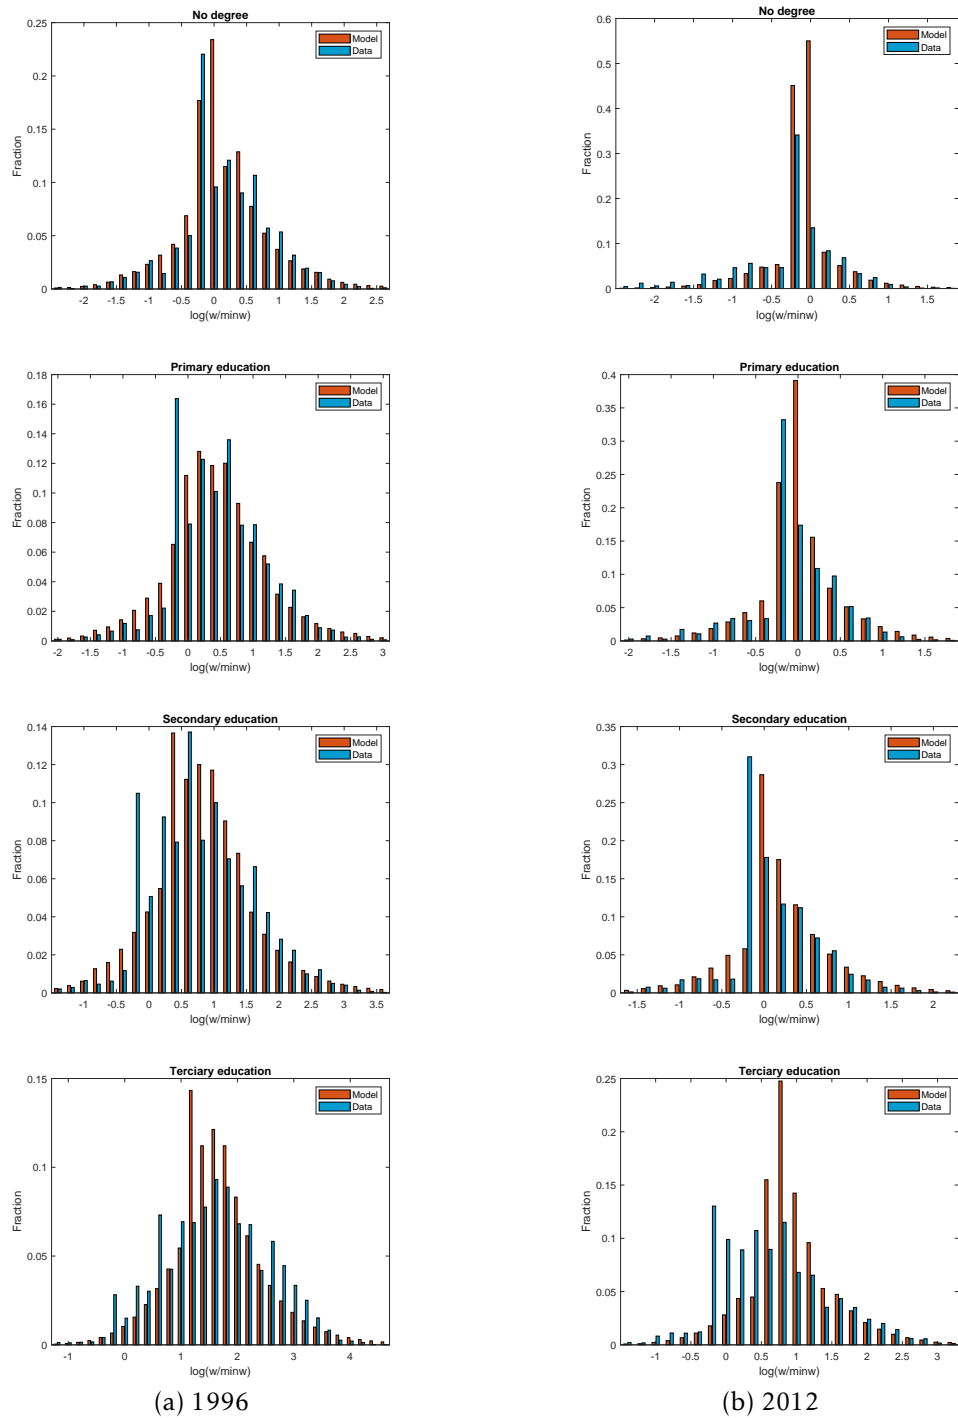 No degree
0.25
0.2
0.15
0.1
0.05
0
Fraction
-2 -1.5 -1 -0.5 0 0.5 1 1.5 2 2.5
log(w/minw)
Model
Data
No degree
0.6
0.5
0.4
0.3
0.2
0.1
0
Fraction
-2 -1.5 -1 -0.5 0 0.5 1 1.5
log(w/minw)
Model
Data
Primary education
0.18
0.16
0.14
0.12
0.1
0.08
0.06
0.04
0.02
0
Fraction
-2 -1.5 -1 -0.5 0 0.5 1 1.5 2 2.5 3
log(w/minw)
Model
Data
Primary education
0.4
0.35
0.3
0.25
0.2
0.15
0.1
0.05
0
Fraction
-2 -1.5 -1 -0.5 0 0.5 1 1.5
log(w/minw)
Model
Data
Secondary education
0.14
0.12
0.1
0.08
0.06
0.04
0.02
0
Fraction
-1 -0.5 0 0.5 1 1.5 2 2.5 3 3.5
log(w/minw)
Model
Data
Secondary education
0.35
0.3
0.25
0.2
0.15
0.1
0.05
0
Fraction
-1.5 -1 -0.5 0 0.5 1 1.5 2
log(w/minw)
Model
Data
Terciary education
0.15
0.1
0.05
0
Fraction
-1 0 1 2 3 4
log(w/minw)
Model
Data
Terciary education
0.25
0.2
0.15
0.1
0.05
0
Fraction
-1 -0.5 0 0.5 1 1.5 2 2.5 3
log(w/minw)
Model
Data
(a) 1996
(b) 2012